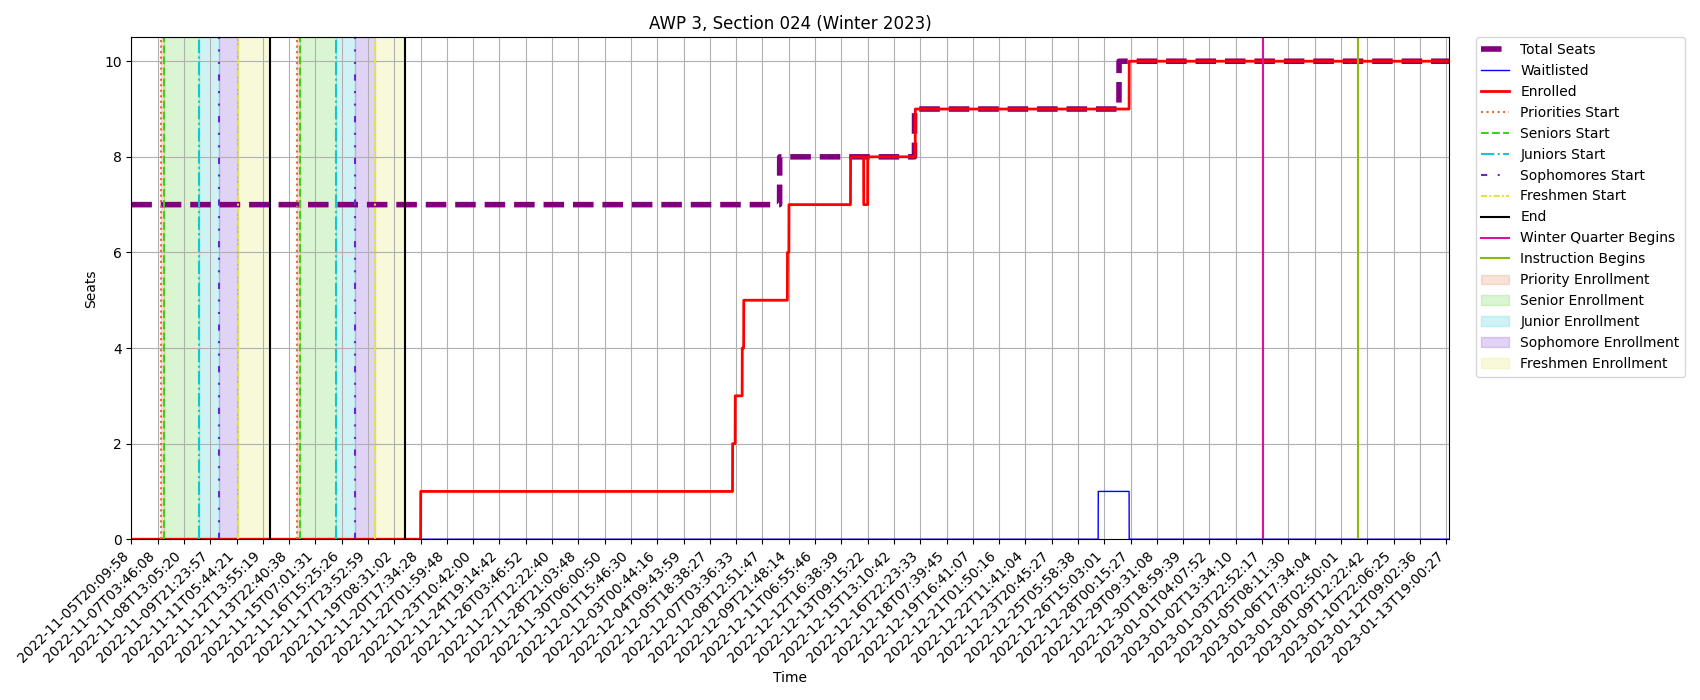 AWP 3, Section 024 (Winter 2023)
Total Seats
Waitlisted
Enrolled
Priorities Start
Seniors Start
Juniors Start
Sophomores Start
Freshmen Start
End
Winter Quarter Begins
Instruction Begins
Priority Enrollment
Senior Enrollment
Junior Enrollment
Sophomore Enrollment
Freshmen Enrollment
Seats
10
8
6
4
2
0
2022-11-05T20:09:58
2022-11-07T03:46:08
2022-11-08T13:05:20
2022-11-09T21:23:57
2022-11-11T05:44:21
2022-11-12T13:55:19
2022-11-13T22:40:38
2022-11-15T07:01:31
2022-11-16T15:25:26
2022-11-17T23:52:59
2022-11-19T08:31:02
2022-11-20T17:34:28
2022-11-22T01:59:48
2022-11-23T10:42:00
2022-11-24T19:14:42
2022-11-26T03:46:52
2022-11-27T12:22:40
2022-11-28T21:03:48
2022-11-30T06:00:50
2022-12-01T15:46:30
2022-12-03T00:44:16
2022-12-04T09:43:59
2022-12-05T18:38:27
2022-12-07T03:36:33
2022-12-08T12:51:47
2022-12-09T21:48:14
2022-12-11T06:55:46
2022-12-12T16:38:39
2022-12-13T09:15:22
2022-12-15T13:10:42
2022-12-16T22:23:33
2022-12-18T07:39:45
2022-12-19T16:41:07
2022-12-21T01:50:16
2022-12-22T11:41:04
2022-12-23T20:45:27
2022-12-25T05:58:38
2022-12-26T15:03:01
2022-12-28T00:15:27
2022-12-29T09:31:08
2022-12-30T18:59:39
2023-01-01T04:07:52
2023-01-02T13:34:10
2023-01-03T22:52:17
2023-01-05T08:11:30
2023-01-06T17:34:04
2023-01-08T02:50:01
2023-01-09T12:22:42
2023-01-10T22:06:25
2023-01-12T09:02:36
2023-01-13T19:00:27
Time